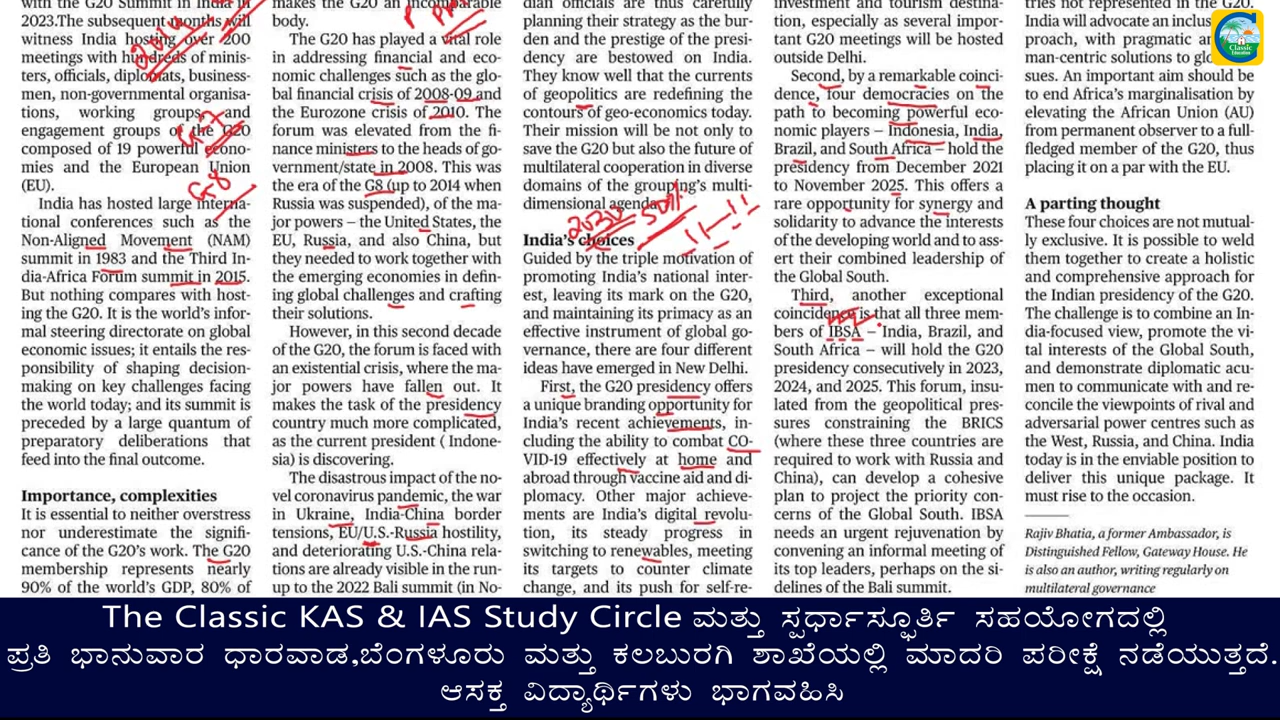 with the G20 Summit in India in
2023.The subsequent months will
witness India hosting over 200
meetings with hundreds of minis-
ters, officials, diplomats, business-
men, non-governmental organisa-
tions, working groups and
engagement groups of the G20
composed of 19 powerful econo-
mies and the European Union
(EU).
India has hosted large interna-
tional conferences such as the
Non-Aligned Movement (NAM)
summit in 1983 and the Third In-
dia-Africa Forum summit in 2015.
But nothing compares with host-
ing the G20. It is the world's infor-
mal steering directorate on global
economic issues; it entails the res-
ponsibility of shaping decision-
making on key challenges facing
the world today; and its summit is
preceded by a large quantum of
preparatory deliberations that
feed into the final outcome.
Importance, complexities
It is essential to neither overstress
nor underestimate the signifi-
cance of the G20's work. The G20
membership represents nearly
90% of the world's GDP, 80% of
makes the G20 an incomparable
body.
The G20 has played a vital role
in addressing financial and eco-
nomic challenges such as the glo-
bal financial crisis of 2008-09 and
the Eurozone crisis of 2010. The
forum was elevated from the fi-
nance ministers to the heads of go-
vernment/state in 2008. This was
the era of the G8 (up to 2014 when
Russia was suspended), of the ma-
jor powers – the United States, the
EU, Russia, and also China, but
they needed to work together with
the emerging economies in defin-
ing global challenges and crafting
their solutions.
However, in this second decade
of the G20, the forum is faced with
an existential crisis, where the ma-
jor powers have fallen out. It
makes the task of the presidency
country much more complicated,
as the current president ( Indone-
sia) is discovering.
The disastrous impact of the no-
vel coronavirus pandemic, the war
in Ukraine, India-China border
tensions, EU/U.S.-Russia hostility,
and deteriorating U.S.-China rela-
tions are already visible in the run-
up to the 2022 Bali summit (in No-
dian officials are thus carefully
planning their strategy as the bur-
den and the prestige of the presi-
dency are bestowed on India.
They know well that the currents
of geopolitics are redefining the
contours of geo-economics today.
Their mission will be not only to
save the G20 but also the future of
multilateral cooperation in diverse
domains of the grouping's multi-
dimensional agenda.
2030 50%
India's choices
Guided by the triple motivation of
promoting India's national inter-
est, leaving its mark on the G20,
and maintaining its primacy as an
effective instrument of global go-
vernance, there are four different
ideas have emerged in New Delhi.
First, the G20 presidency offers
a unique branding opportunity for
India's recent achievements, in-
cluding the ability to combat CO-
VID-19 effectively at home and
abroad through vaccine aid and di-
plomacy. Other major achieve-
ments are India's digital revolu-
tion, its steady progress in
switching to renewables, meeting
its targets to counter climate
change, and its push for self-re-
investment and tourism destina-
tion, especially as several impor-
tant G20 meetings will be hosted
outside Delhi.
Second, by a remarkable coinci-
dence, four democracies on the
path to becoming powerful eco-
nomic players – Indonesia, India,
Brazil, and South Africa – hold the
presidency from December 2021
to November 2025. This offers a
rare opportunity for synergy and
solidarity to advance the interests
of the developing world and to ass-
ert their combined leadership of
the Global South.
Third, another exceptional
coincidence is that all three mem-
bers of IBSA – India, Brazil, and
South Africa – will hold the G20
presidency consecutively in 2023,
2024, and 2025. This forum, insu-
lated from the geopolitical pres-
sures constraining the BRICS
(where these three countries are
required to work with Russia and
China), can develop a cohesive
plan to project the priority con-
cerns of the Global South. IBSA
needs an urgent rejuvenation by
convening an informal meeting of
its top leaders, perhaps on the si-
delines of the Bali summit.
tries not represented in the G20.
India will advocate an inclus
proach, with pragmatic an
man-centric solutions to glo
sues. An important aim should be
to end Africa's marginalisation by
elevating the African Union (AU)
from permanent observer to a full-
fledged member of the G20, thus
placing it on a par with the EU.
A parting thought
These four choices are not mutual-
ly exclusive. It is possible to weld
them together to create a holistic
and comprehensive approach for
the Indian presidency of the G20.
The challenge is to combine an In-
dia-focused view, promote the vi-
tal interests of the Global South,
and demonstrate diplomatic acu-
men to communicate with and re-
concile the viewpoints of rival and
adversarial power centres such as
the West, Russia, and China. India
today is in the enviable position to
deliver this unique package. It
must rise to the occasion.
Rajiv Bhatia, a former Ambassador, is
Distinguished Fellow, Gateway House. He
is also an author, writing regularly on
multilateral governance
Classic
The Classic KAS & IAS Study Circle ಮತ್ತು ಸ್ಪರ್ಧಾಸ್ಫೂರ್ತಿ ಸಹಯೋಗದಲ್ಲಿ
ಪ್ರತಿ ಭಾನುವಾರ ಧಾರವಾಡ,ಬೆಂಗಳೂರು ಮತ್ತು ಕಲಬುರಗಿ ಶಾಖೆಯಲ್ಲಿ ಮಾದರಿ ಪರೀಕ್ಷೆ ನಡೆಯುತ್ತದೆ.
ಆಸಕ್ತ ವಿದ್ಯಾರ್ಥಿಗಳು ಭಾಗವಹಿಸಿ